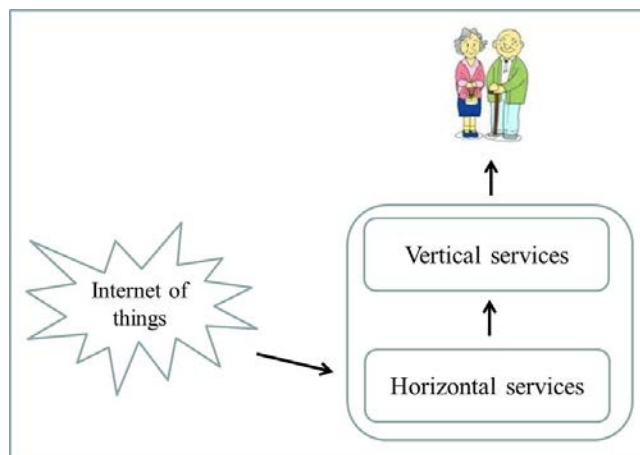 Vertical services
Internet of
things
Horizontal services